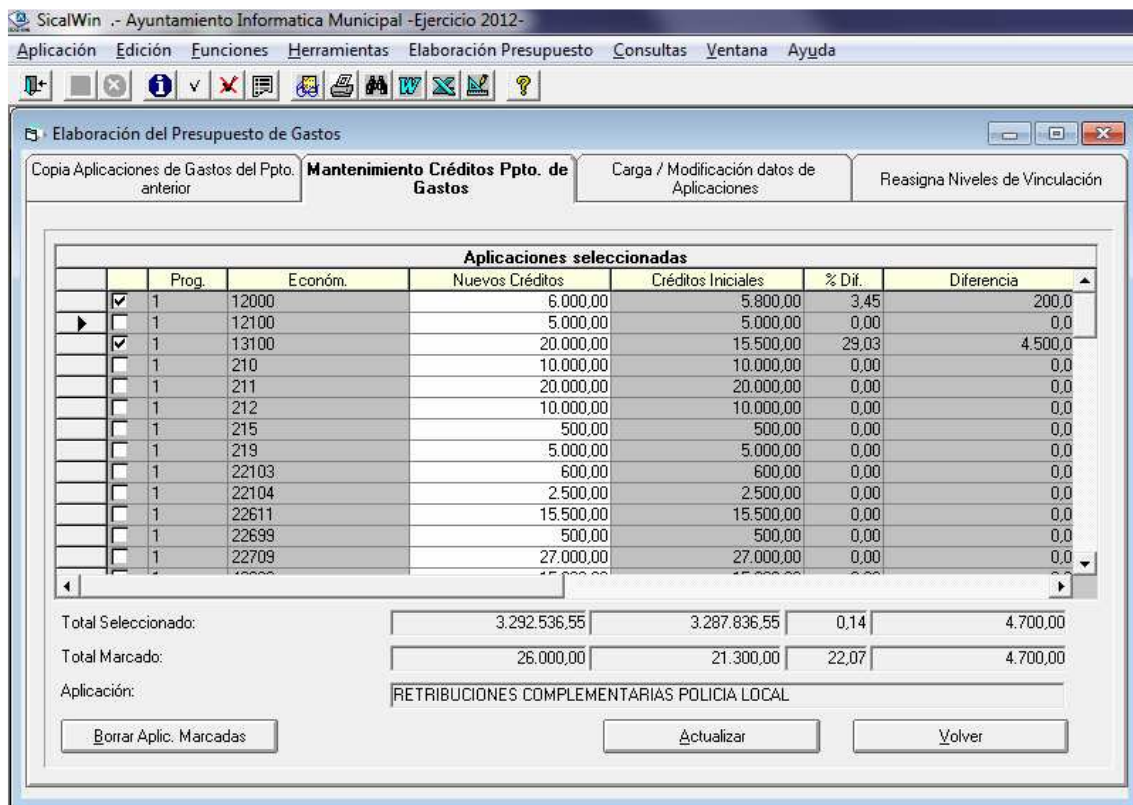 SicalWin .- Ayuntamiento Informatica Municipal -Ejercicio 2012-
Aplicación Edición Funciones Herramientas Elaboración Presupuesto Consultas Ventana Ayuda
Elaboración del Presupuesto de Gastos
Copia Aplicaciones de Gastos del Ppto. anterior
Mantenimiento Créditos Ppto. de Gastos
Carga / Modificación datos de Aplicaciones
Reasigna Niveles de Vinculación
Aplicaciones seleccionadas
Prog. Económ. Nuevos Créditos Créditos Iniciales % Dif. Diferencia
1 12000 6.000,00 5.800,00 3,45 200,0
1 12100 5.000,00 5.000,00 0,00 0,0
1 13100 20.000,00 15.500,00 29,03 4.500,0
1 210 10.000,00 10.000,00 0,00 0,0
1 211 20.000,00 20.000,00 0,00 0,0
1 212 10.000,00 10.000,00 0,00 0,0
1 215 500,00 500,00 0,00 0,0
1 219 5.000,00 5.000,00 0,00 0,0
1 22103 600,00 600,00 0,00 0,0
1 22104 2.500,00 2.500,00 0,00 0,0
1 22611 15.500,00 15.500,00 0,00 0,0
1 22699 500,00 500,00 0,00 0,0
1 22709 27.000,00 27.000,00 0,00 0,0
Total Seleccionado: 3.292.536,55 3.287.836,55 0,14 4.700,00
Total Marcado: 26.000,00 21.300,00 22,07 4.700,00
Aplicación: RETRIBUCIONES COMPLEMENTARIAS POLICIA LOCAL
Borrar Aplic. Marcadas Actualizar Volver